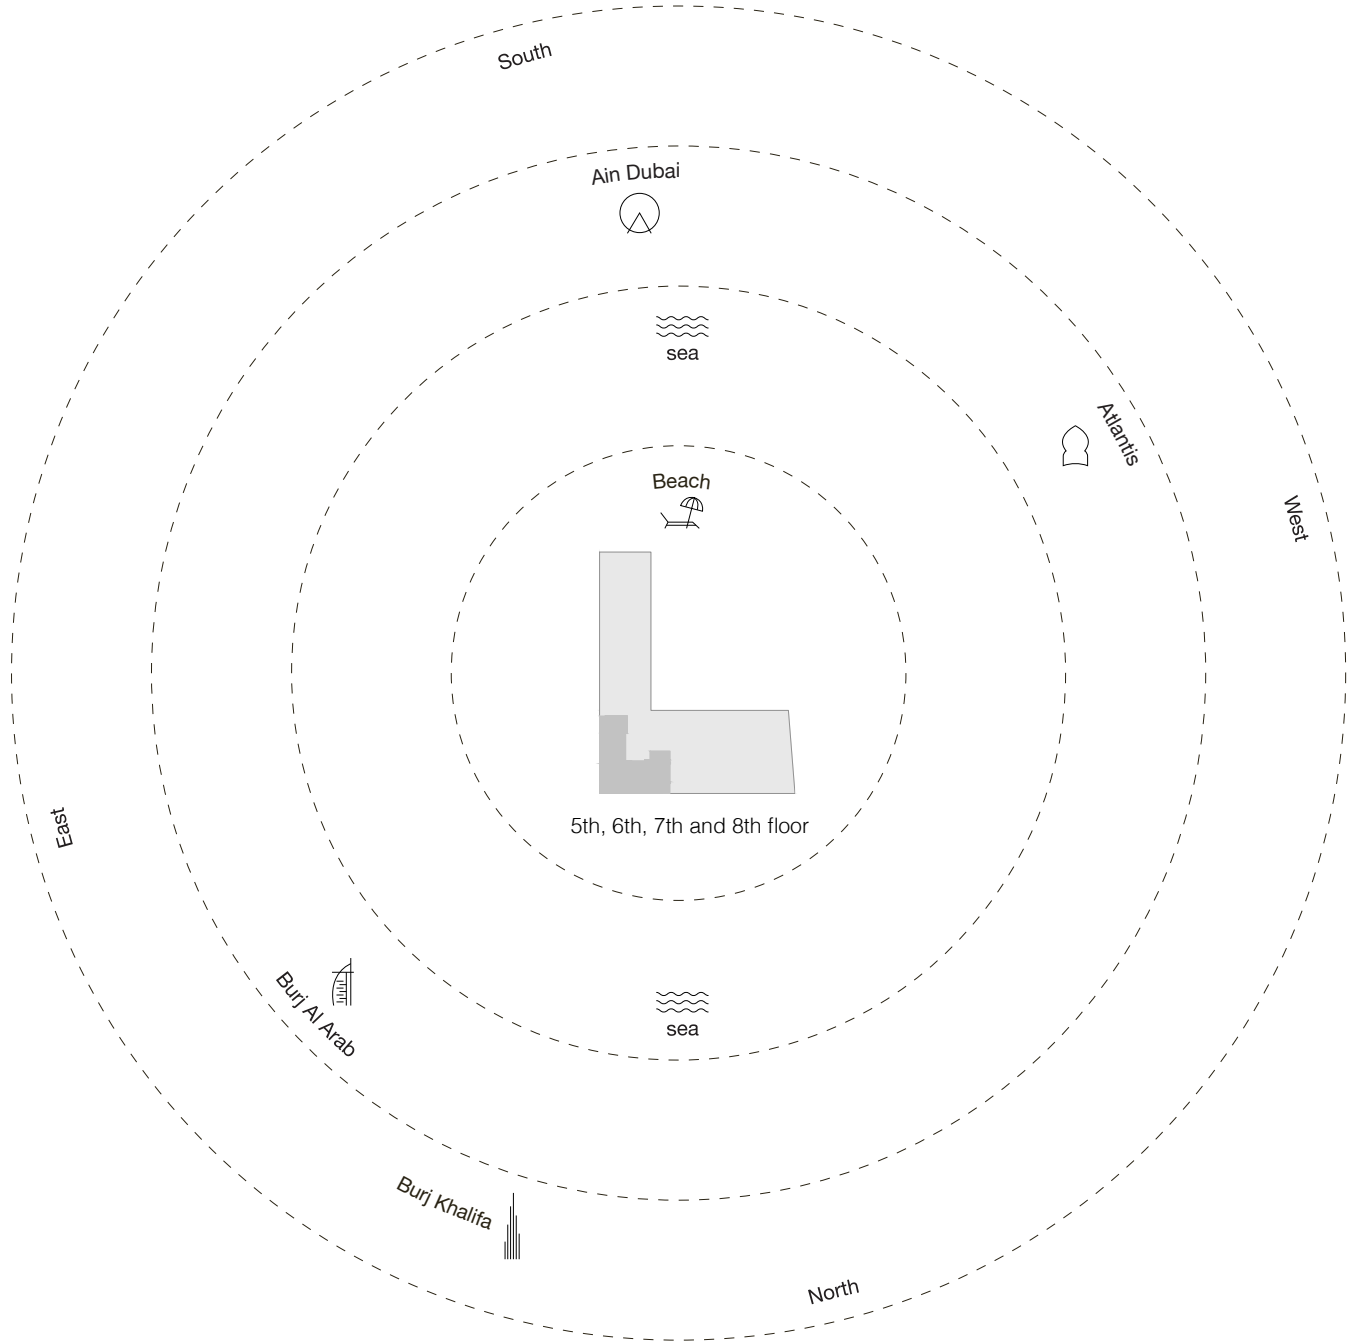 South
Ain Dubai
sea
Atlantis
Beach
West
5th, 6th, 7th and 8th floor
East
Burj Al Arab
sea
Burj Khalifa
North